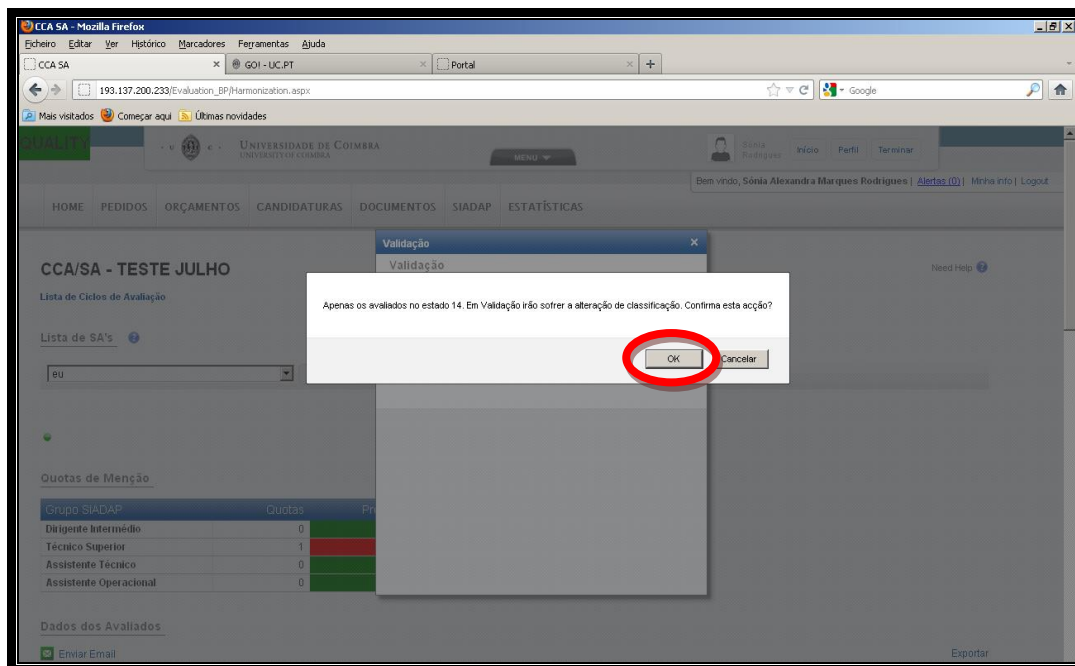 CCA SA - Mozilla Firefox
Ficheiro Editar Ver Histórico Marcadores Ferramentas Ajuda
CCA SA GO! - UC.PT Portal
193.137.200.233/Evaluation_BP/Harmonization.aspx Google
Mais visitados Começar aqui Últimas novidades
QUALITY UNIVERSIDADE DE COIMBRA
UNIVERSITY OF COIMBRA
MENU
Sónia Rodrigues Início Perfil Terminar
Bem vindo, Sónia Alexandra Marques Rodrigues | Alertas (0) | Minha info | Logout
HOME PEDIDOS ORÇAMENTOS CANDIDATURAS DOCUMENTOS SIADAP ESTATÍSTICAS
Validação
Validação
CCA/SA - TESTE JULHO Need Help
Lista de Ciclos de Avaliação
Apenas os avaliados no estado 14. Em Validação irão sofrer a alteração de classificação. Confirma esta acção?
Lista de SA's
OK Cancelar
eu
Quotas de Menção
Grupo SIADAP Quotas Pr
Dirigente Intermédio 0
Técnico Superior 1
Assistente Técnico 0
Assistente Operacional 0
Dados dos Avaliados
Enviar Email Exportar